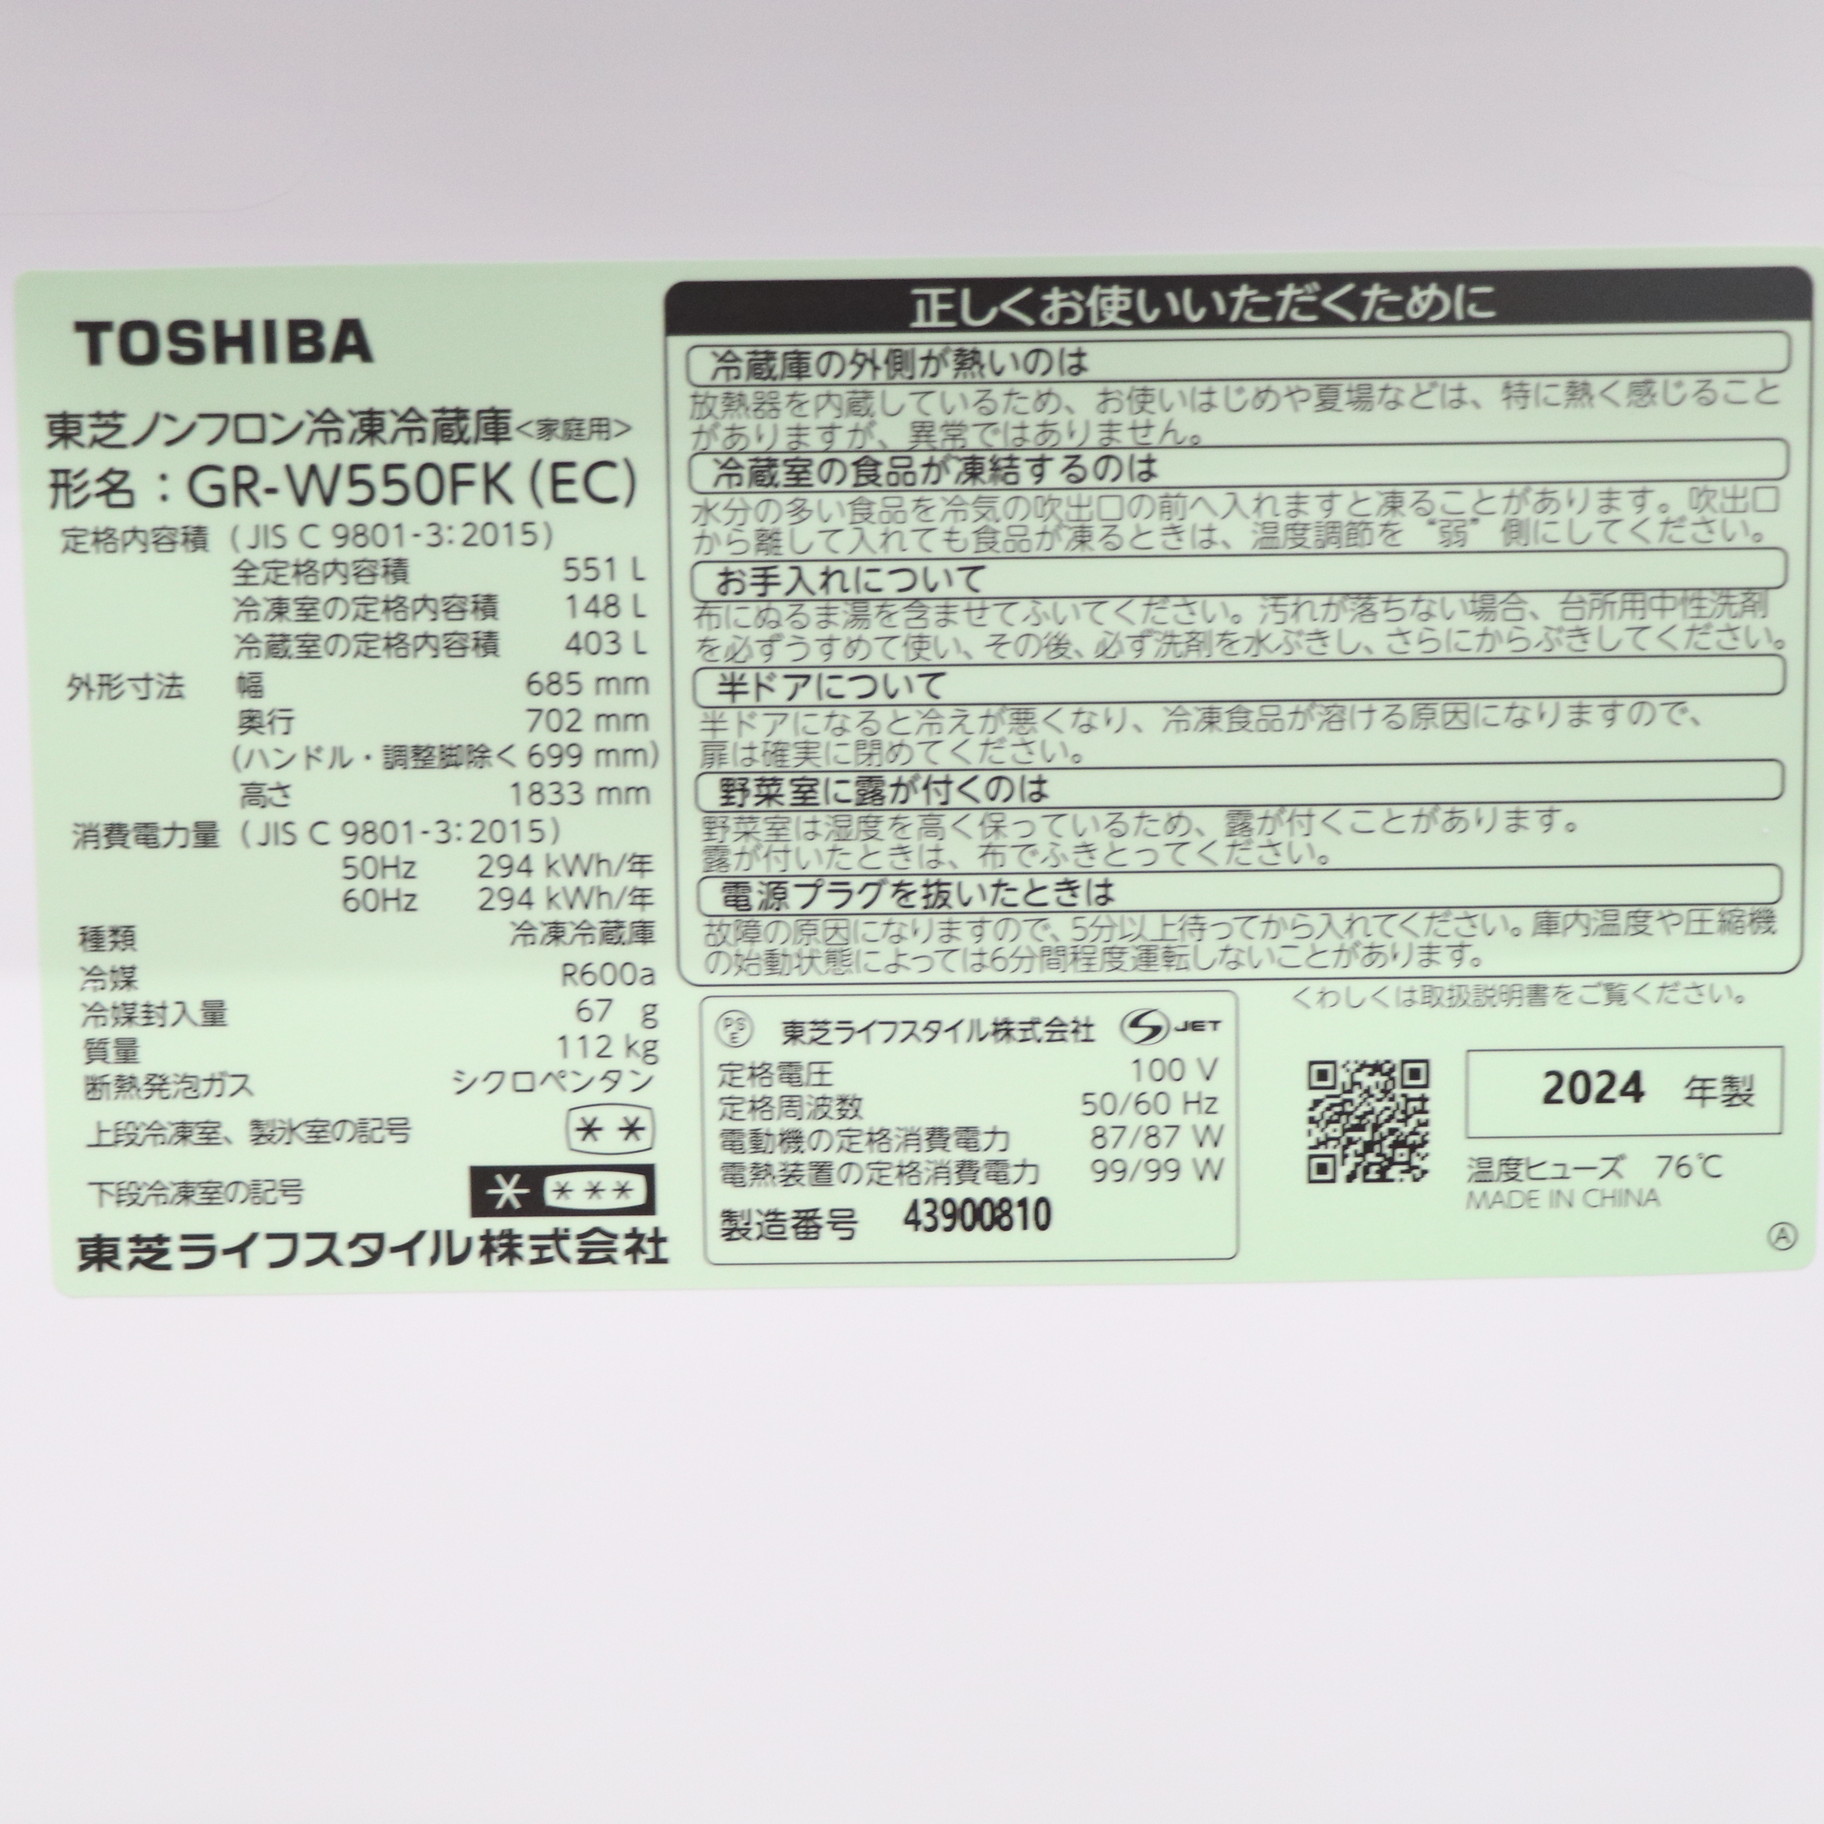 TOSHIBA
東芝ノンフロン冷凍冷蔵庫<家庭用>
形名：GR-W550FK(EC)
定格内容積 (JIS C 9801-3:2015)
全定格内容積 551 L
冷凍室の定格内容積 148 L
冷蔵室の定格内容積 403 L
外形寸法 幅 685 mm
奥行 702 mm
(ハンドル・調整脚除く 699 mm)
高さ 1833 mm
消費電力量 (JIS C 9801-3:2015)
50Hz 294 kWh/年
60Hz 294 kWh/年
種類 冷凍冷蔵庫
冷媒 R600a
冷媒封入量 67 g
質量 112 kg
断熱発泡ガス シクロペンタン
上段冷凍室、製氷室の記号 **
下段冷凍室の記号 * ***
東芝ライフスタイル株式会社
正しくお使いいただくために
冷蔵庫の外側が熱いのは
放熱器を内蔵しているため、お使いはじめや夏場などは、特に熱く感じること
がありますが、異常ではありません。
冷蔵室の食品が凍結するのは
水分の多い食品を冷気の吹出口の前へ入れますと凍ることがあります。吹出口
から離して入れても食品が凍るときは、温度調節を“弱”側にしてください。
お手入れについて
布にぬるま湯を含ませてふいてください。汚れが落ちない場合、台所用中性洗剤
を必ずうすめて使い、その後、必ず洗剤を水ぶきし、さらにからぶきしてください。
半ドアについて
半ドアになると冷えが悪くなり、冷凍食品が溶ける原因になりますので、
扉は確実に閉めてください。
野菜室に露が付くのは
野菜室は湿度を高く保っているため、露が付くことがあります。
露が付いたときは、布でふきとってください。
電源プラグを抜いたときは
故障の原因になりますので、5分以上待ってから入れてください。庫内温度や圧縮機
の始動状態によっては6分間程度運転しないことがあります。
くわしくは取扱説明書をご覧ください。
PSE 東芝ライフスタイル株式会社 S JET
定格電圧 100 V
定格周波数 50/60 Hz
電動機の定格消費電力 87/87 W
電熱装置の定格消費電力 99/99 W
製造番号 43900810
2024 年製
温度ヒューズ 76℃
MADE IN CHINA
Ⓐ